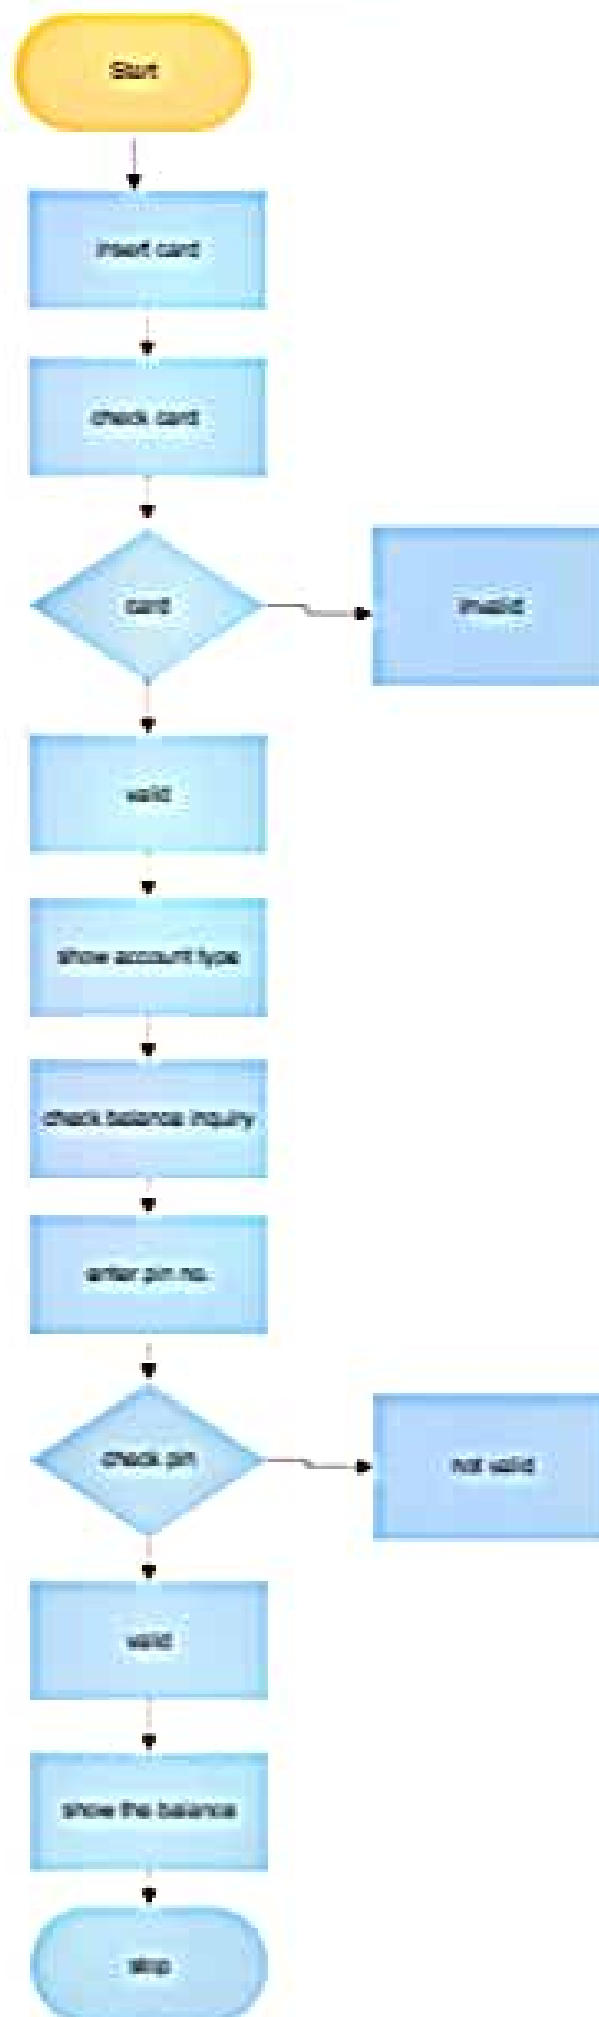 Start
insert card
check card
card
invalid
valid
show account type
check balance inquiry
enter pin no.
check pin
not valid
valid
show the balance
stop